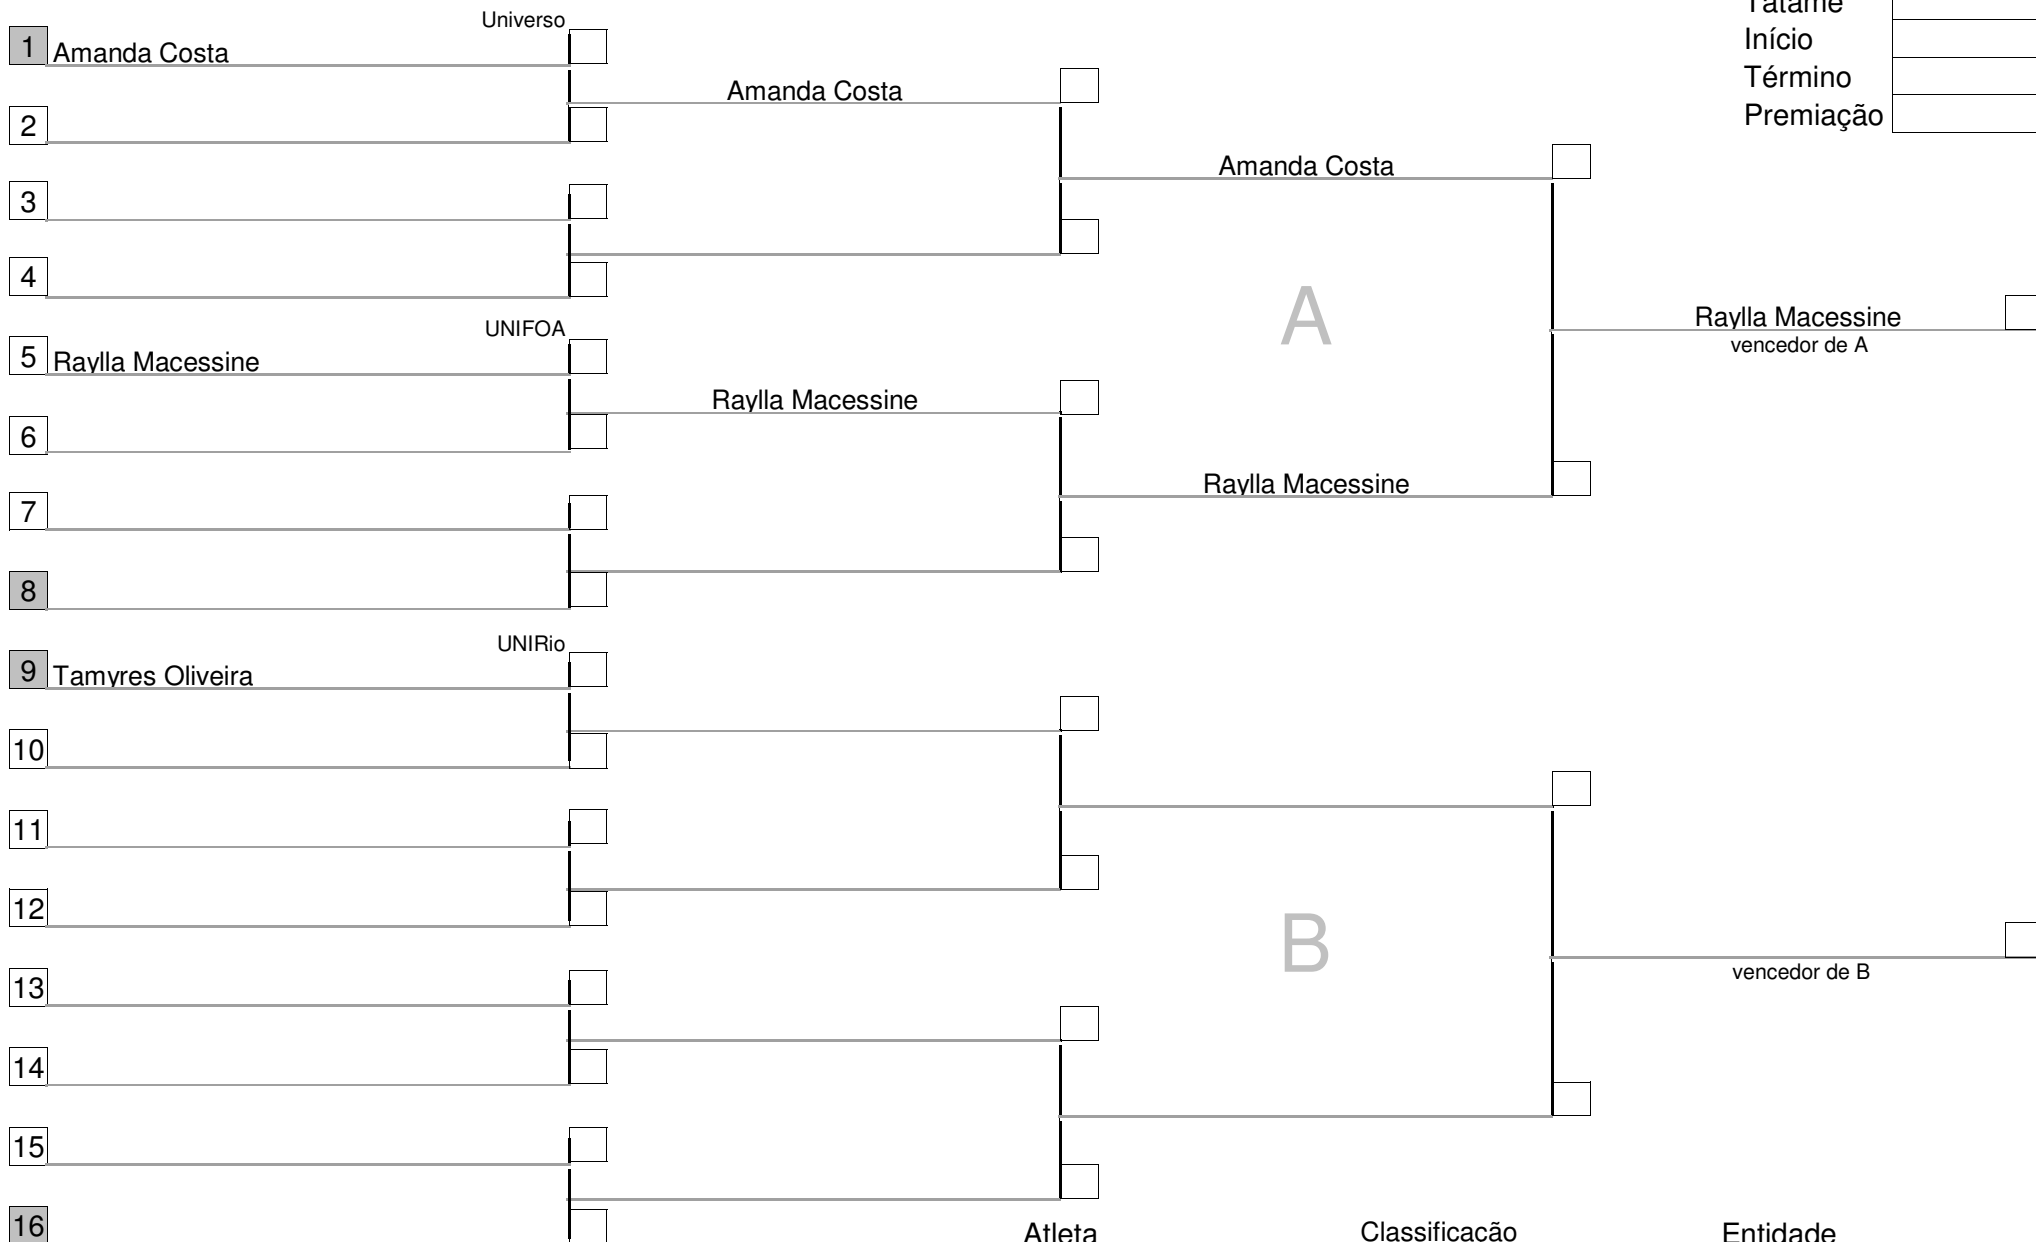 Tatame
Universo
1 Amanda Costa
Início
Término
Amanda Costa
2
Premiação
Amanda Costa
3
4
A
Raylla Macessine
vencedor de A
UNIFOA
5 Raylla Macessine
Raylla Macessine
6
Raylla Macessine
7
8
UNIRio
9 Tamyres Oliveira
10
11
12
B
vencedor de B
13
14
15
16
Atleta Classificação Entidade